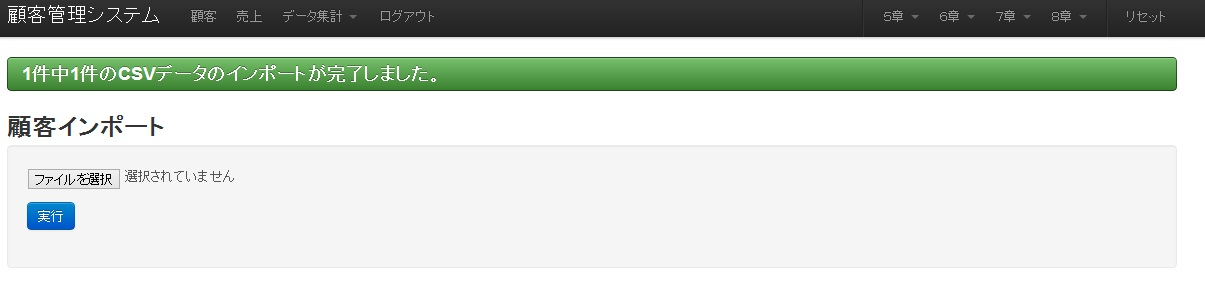 顧客管理システム 顧客 売上 データ集計 ログアウト 5章 6章 7章 8章 リセット
1件中1件のCSVデータのインポートが完了しました。
顧客インポート
ファイルを選択 選択されていません
実行